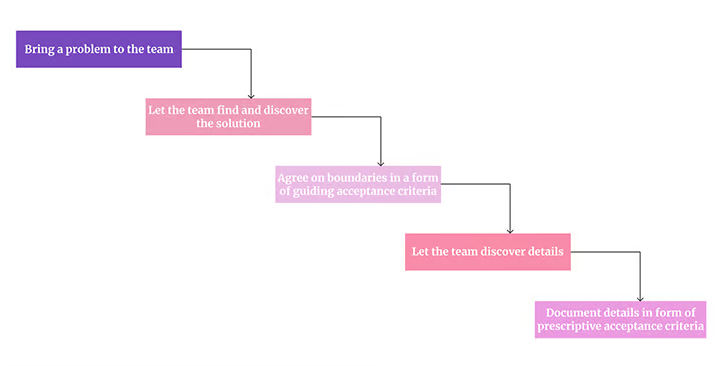 Bring a problem to the team
Let the team find and discover
the solution
Agree on boundaries in a form
of guiding acceptance criteria
Let the team discover details
Document details in form of
prescriptive acceptance criteria